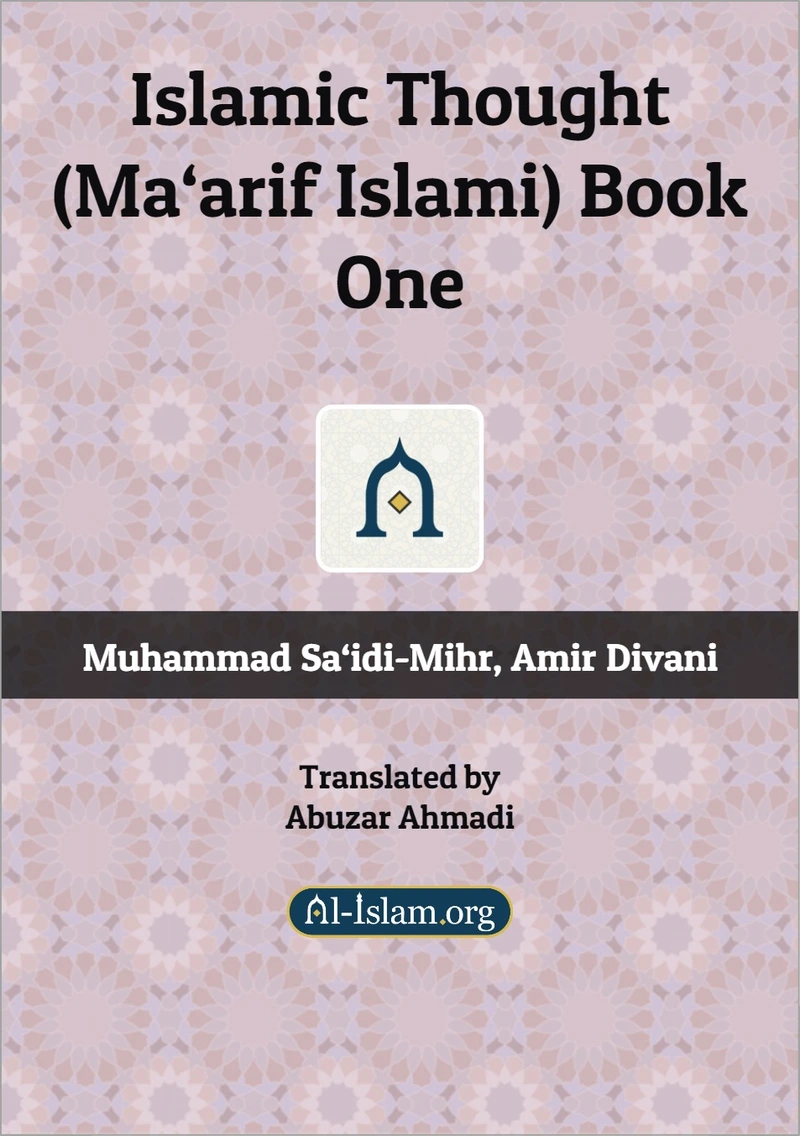 Islamic Thought
(Ma‘arif Islami) Book
One
Muhammad Sa‘idi-Mihr, Amir Divani
Translated by
Abuzar Ahmadi
Al-Islam.org